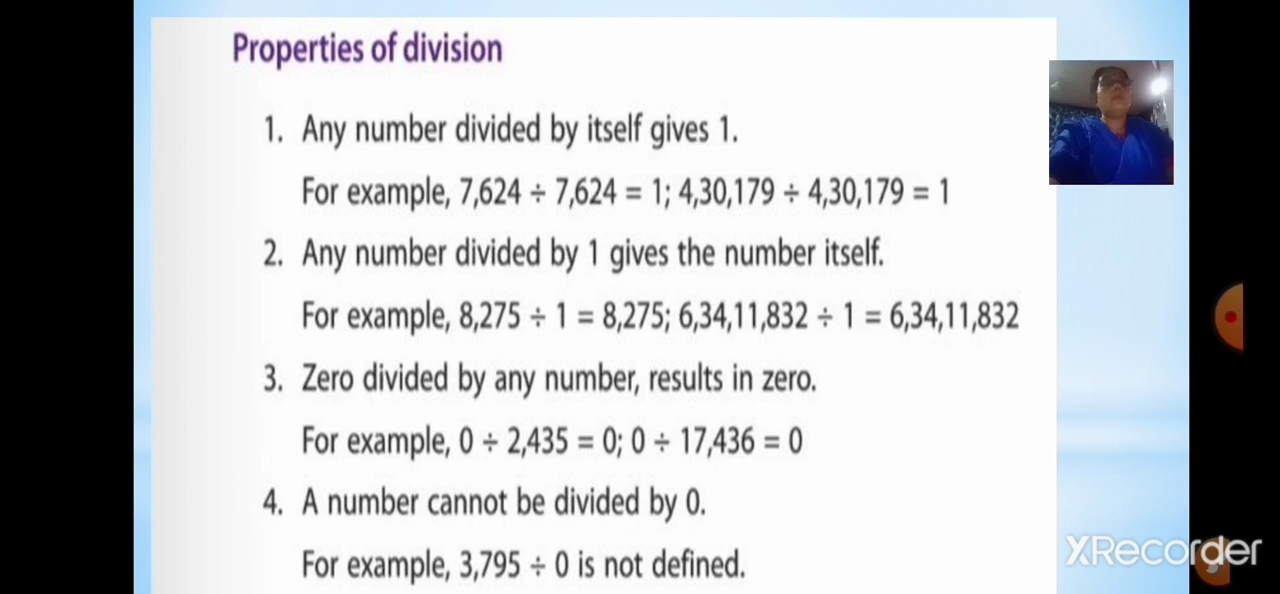 Properties of division
1. Any number divided by itself gives 1.
For example, 7,624 ÷ 7,624 = 1; 4,30,179 ÷ 4,30,179 = 1
2. Any number divided by 1 gives the number itself.
For example, 8,275 ÷ 1 = 8,275; 6,34,11,832 ÷ 1 = 6,34,11,832
3. Zero divided by any number, results in zero.
For example, 0 ÷ 2,435 = 0; 0 ÷ 17,436 = 0
4. A number cannot be divided by 0.
For example, 3,795 ÷ 0 is not defined.
XRecorder